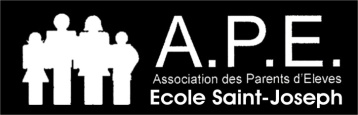 A.P.E.
Association des Parents d'Eleves
Ecole Saint-Joseph